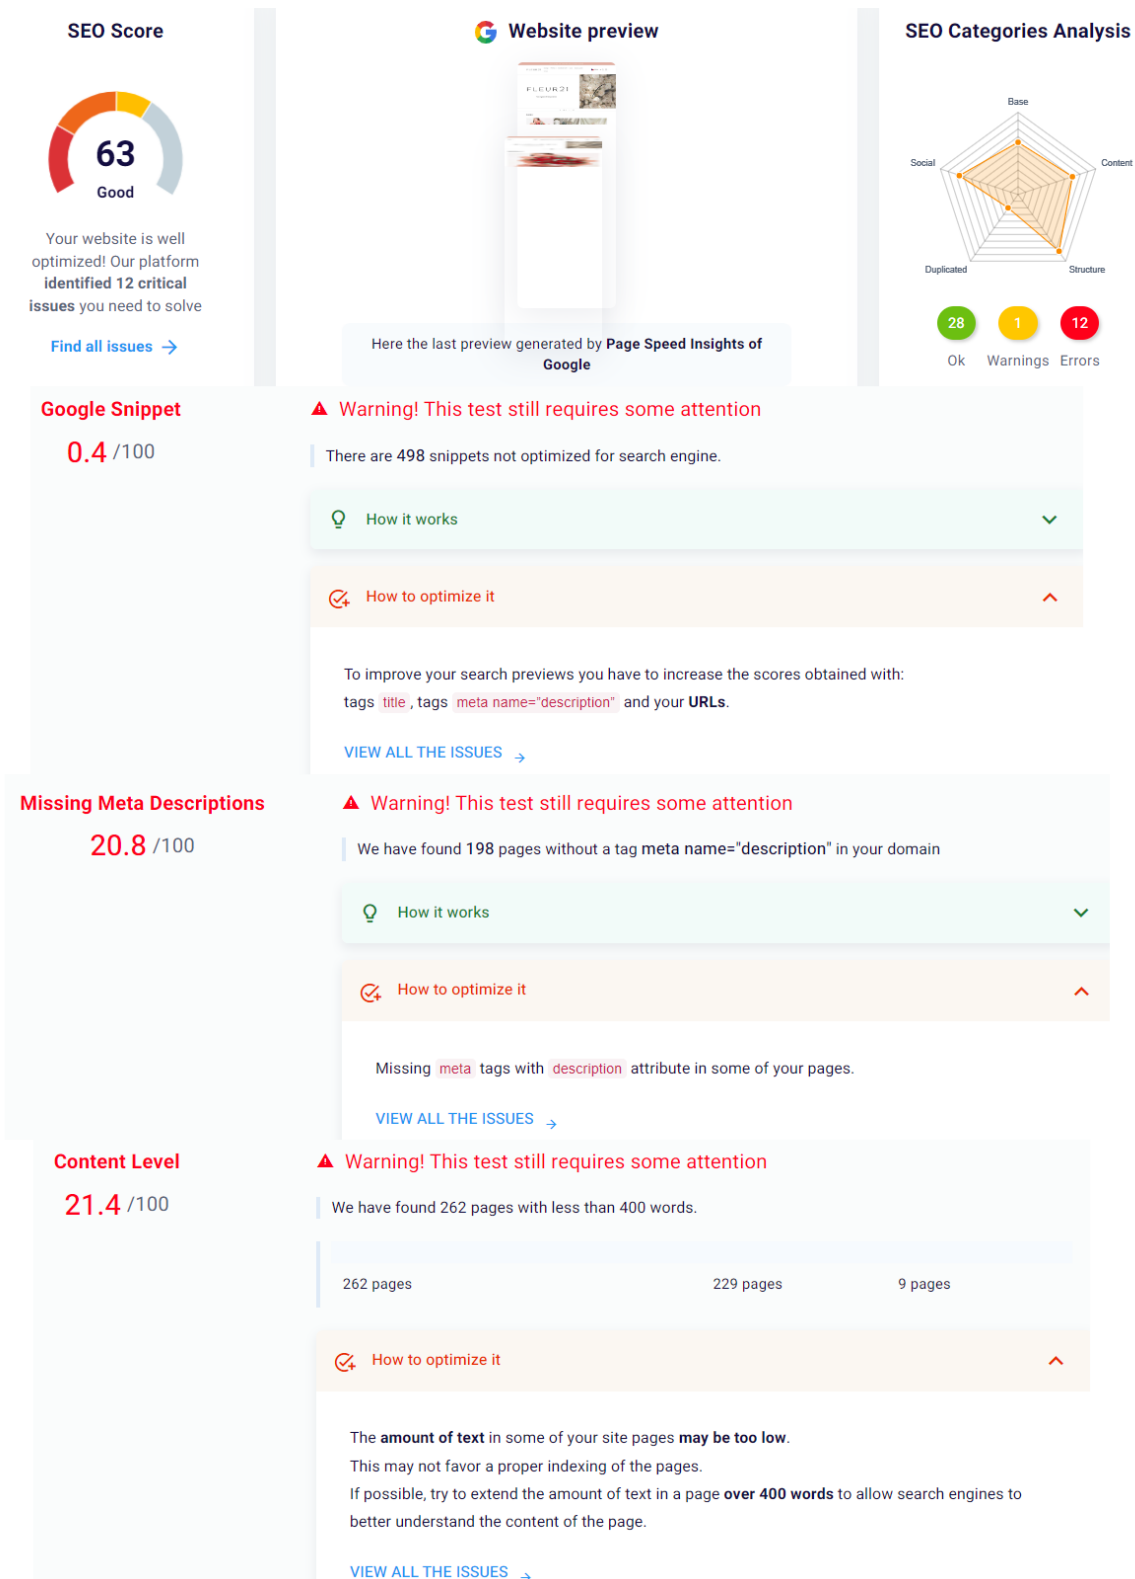 SEO Score
63
Good
Your website is well
optimized! Our platform
identified 12 critical
issues you need to solve
Find all issues →
Website preview
FLEUR21
Here the last preview generated by Page Speed Insights of
Google
SEO Categories Analysis
Base
Social
Content
Duplicated
Structure
28
1
12
Ok
Warnings
Errors
Google Snippet
0.4 /100
Warning! This test still requires some attention
There are 498 snippets not optimized for search engine.
How it works
How to optimize it
To improve your search previews you have to increase the scores obtained with:
tags title , tags meta name="description" and your URLs.
VIEW ALL THE ISSUES →
Missing Meta Descriptions
20.8 /100
Warning! This test still requires some attention
We have found 198 pages without a tag meta name="description" in your domain
How it works
How to optimize it
Missing meta tags with description attribute in some of your pages.
VIEW ALL THE ISSUES →
Content Level
21.4 /100
Warning! This test still requires some attention
We have found 262 pages with less than 400 words.
262 pages
229 pages
9 pages
How to optimize it
The amount of text in some of your site pages may be too low.
This may not favor a proper indexing of the pages.
If possible, try to extend the amount of text in a page over 400 words to allow search engines to
better understand the content of the page.
VIEW ALL THE ISSUES →